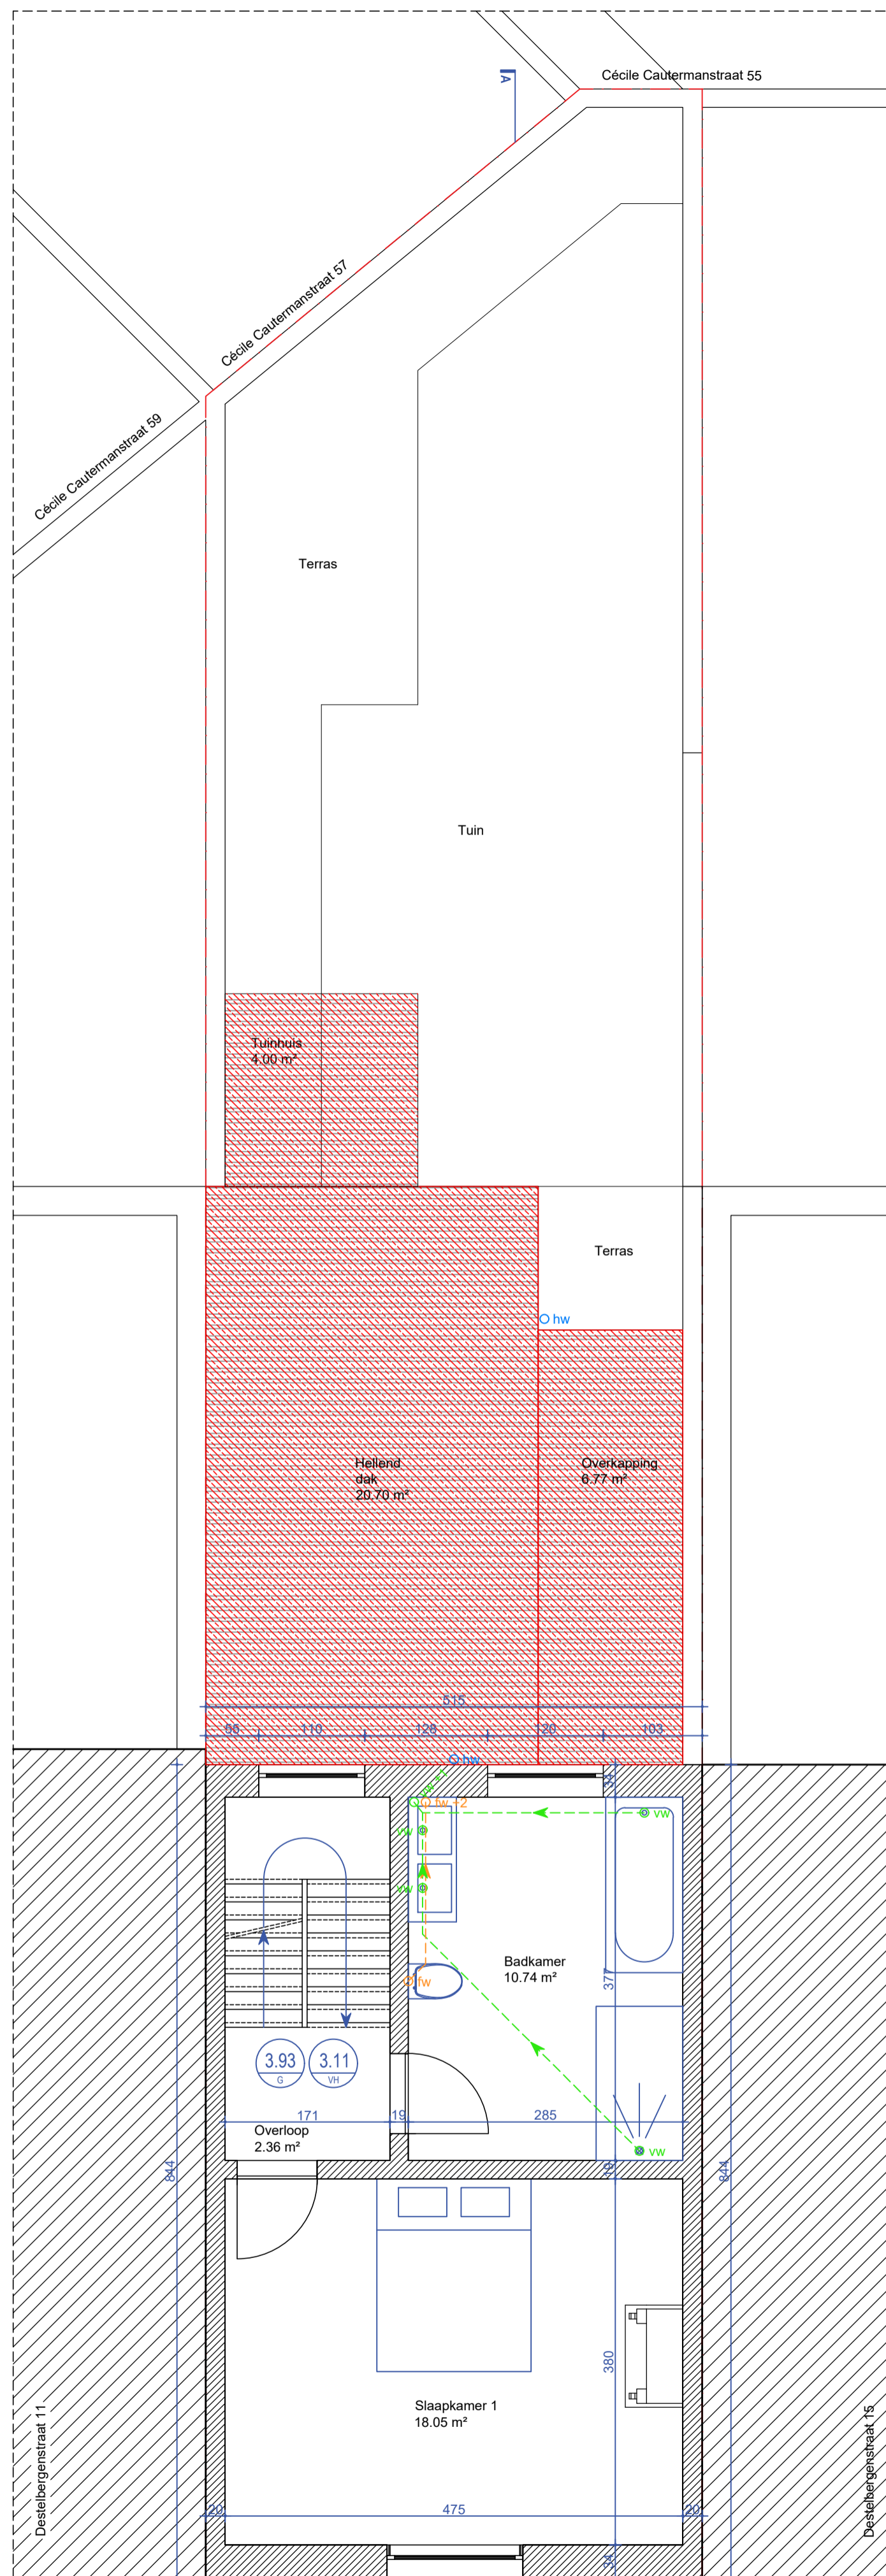 Cécile Cautermanstraat 55
A
Cécile Cautermanstraat 57
Cécile Cautermanstraat 59
Terras
Tuin
Tuinhuis
4.00 m²
Terras
hw
Hellend
dak
20.70 m²
Overkapping
6.77 m²
515
56
110
128
120
103
hw
34
vw +1
fw +2
vw
vw
vw
Badkamer
10.74 m²
377
fw
3.93
G
3.11
VH
171
19
285
Overloop
2.36 m²
vw
844
19
844
380
Slaapkamer 1
18.05 m²
Destelbergenstraat 11
Destelbergenstraat 15
20
475
20
34